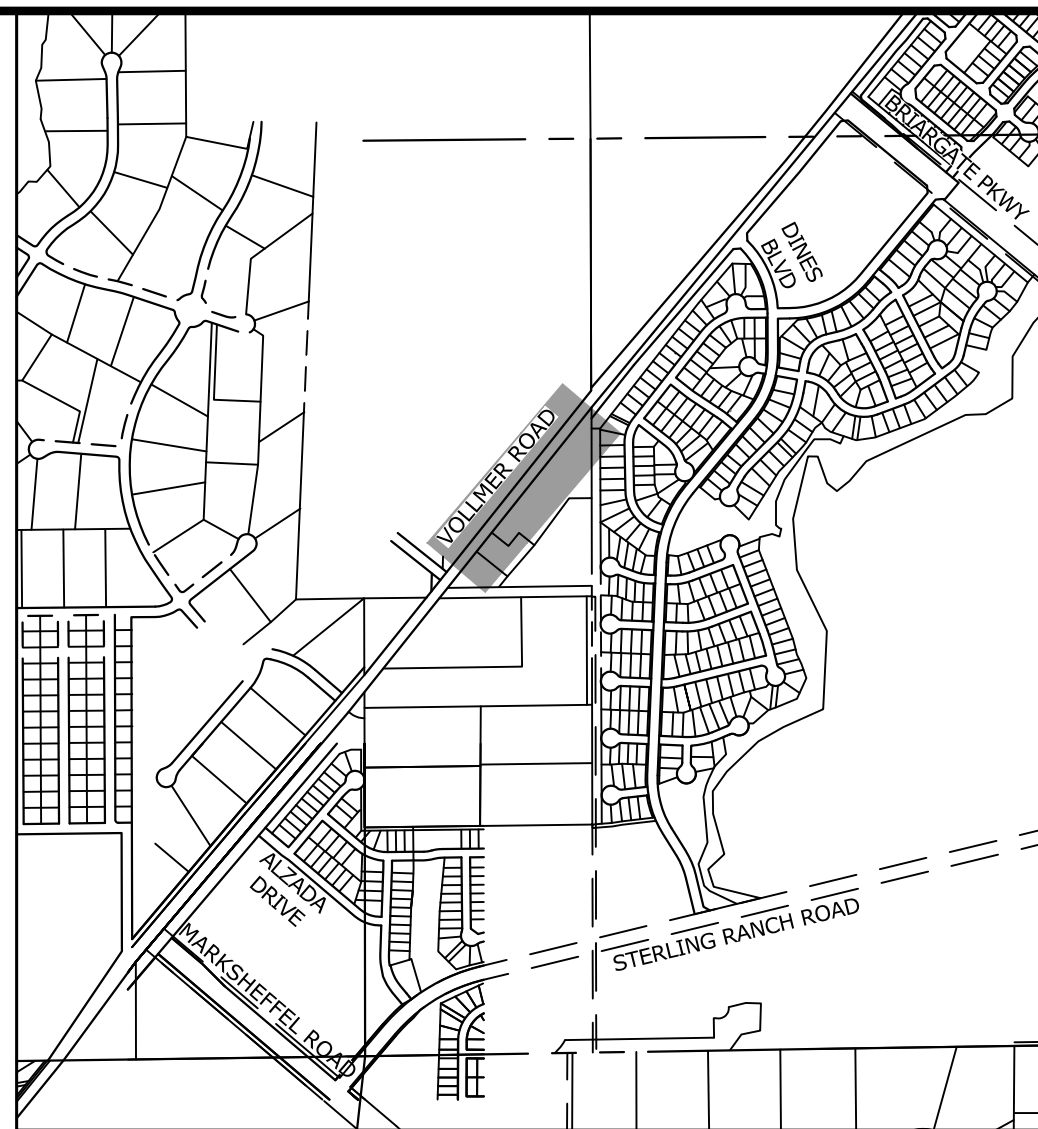 BRIARGATE PKWY
DINES
BLVD
VOLLMER ROAD
ALZADA
DRIVE
STERLING RANCH ROAD
MARKSHEFFEL ROAD